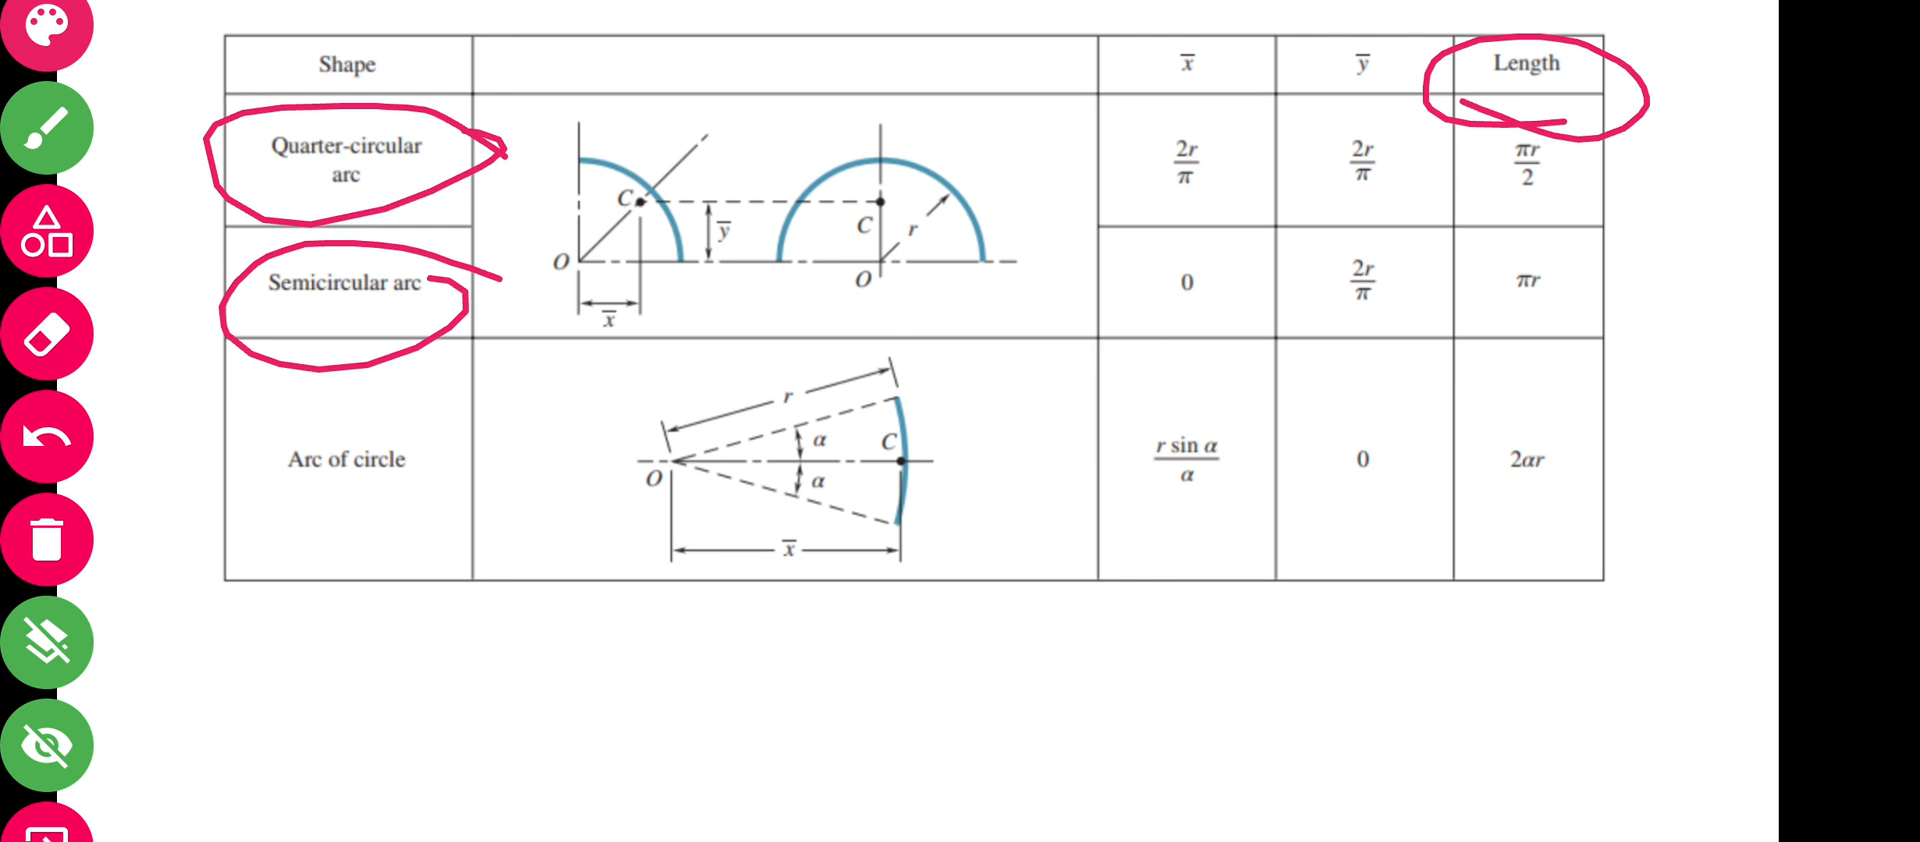 Shape x̄ ȳ Length
Quarter-circular
arc
C
ȳ
O
x̄
C
r
O
2r/π 2r/π πr/2
Semicircular arc
0 2r/π πr
Arc of circle
r
α
C
O
α
x̄
r sin α/α 0 2αr